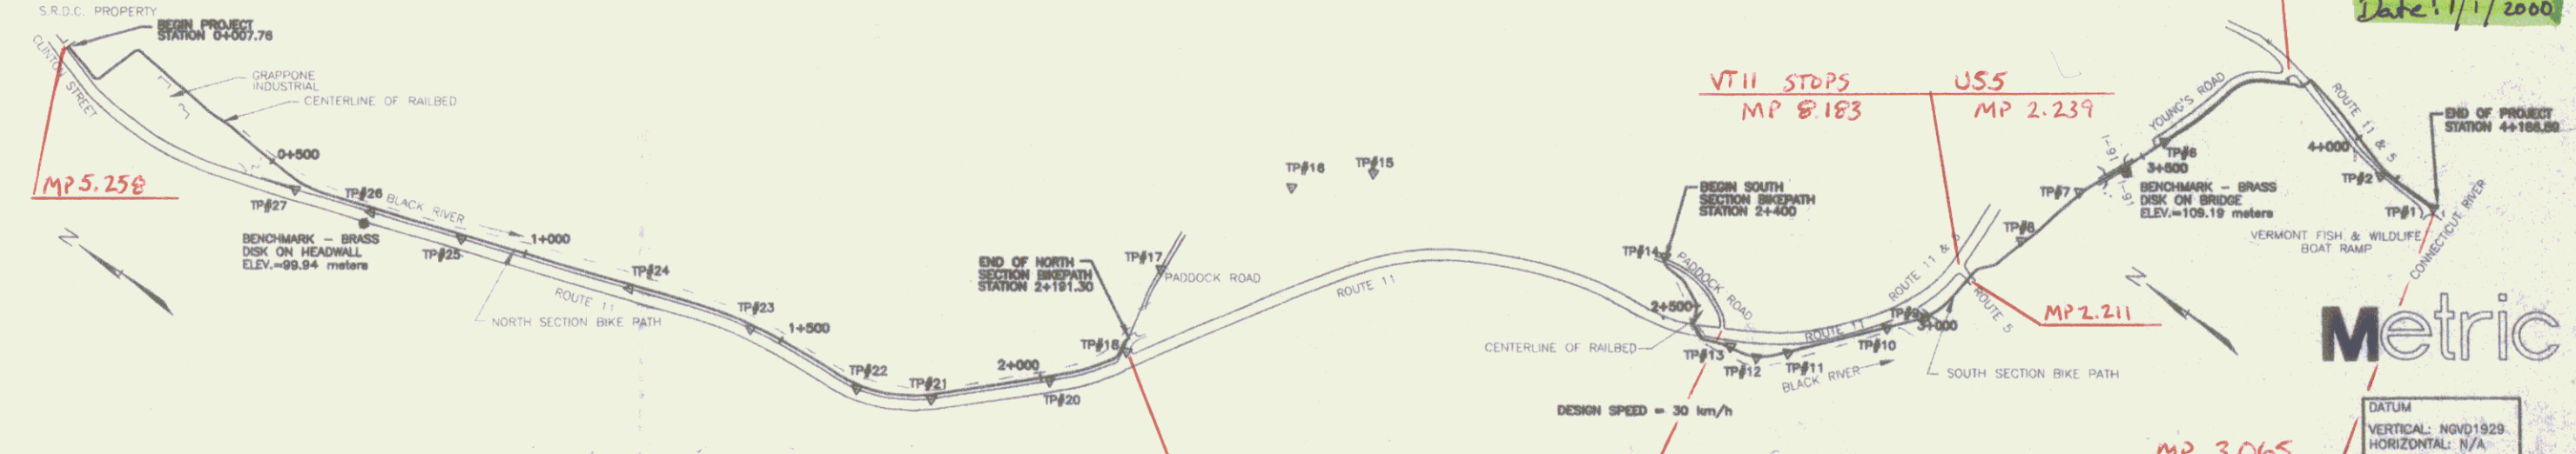 S.R.D.C. PROPERTY
BEGIN PROJECT
STATION 0+007.76
CLINTON STREET
GRAPPONE
INDUSTRIAL
CENTERLINE OF RAILBED
MP 5.258
N
0+500
TP#27
TP#26
BLACK RIVER
BENCHMARK - BRASS
DISK ON HEADWALL
ELEV.=99.94 meters
TP#25
1+000
ROUTE 11
NORTH SECTION BIKE PATH
TP#24
TP#23
1+500
TP#22
TP#21
2+000
TP#20
END OF NORTH
SECTION BIKEPATH
STATION 2+191.30
TP#18
TP#17
PADDOCK ROAD
TP#16
TP#15
ROUTE 11
BEGIN SOUTH
SECTION BIKEPATH
STATION 2+400
TP#14
PADDOCK ROAD
2+500
CENTERLINE OF RAILBED
TP#13
TP#12
TP#11
BLACK RIVER
TP#10
ROUTE 11
TP#9
3+000
DESIGN SPEED = 30 km/h
SOUTH SECTION BIKE PATH
ROUTE 11 & 5
ROUTE 5
VT11 STOPS
MP 8.183
US5
MP 2.239
MP 2.211
N
TP#8
TP#7
I-91
I-91
TP#6
3+500
BENCHMARK - BRASS
DISK ON BRIDGE
ELEV.=109.19 meters
YOUNG'S ROAD
ROUTE 11 & 5
4+000
TP#2
TP#1
END OF PROJECT
VERMONT FISH & WILDLIFE
BOAT RAMP
CONNECTICUT RIVER
Date: 1/1/2000
Metric
DATUM
VERTICAL: NGVD1929
HORIZONTAL: N/A
MP 3.065